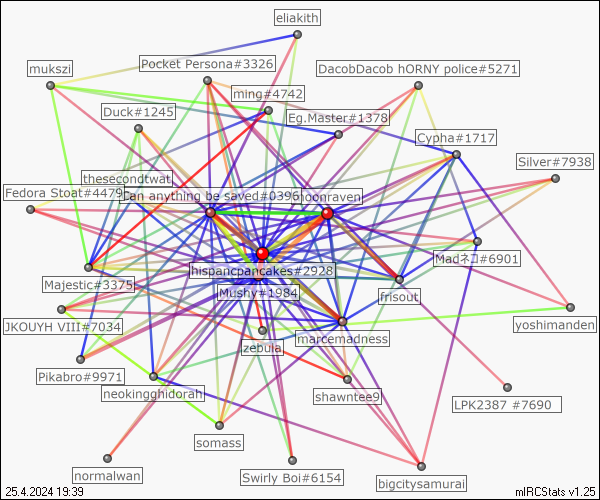 eliakith
Pocket Persona#3326
mukszi
DacobDacob hORNY police#5271
ming#4742
Duck#1245
Eg.Master#1378
Cypha#1717
Silver#7938
thesecondtwat
Fedora Stoat#4479
Can anything be saved#0396
noonraven
Madネコ#6901
hispancpancakes#2928
Majestic#3375
Mushy#1984
frisout
yoshimanden
JKOUYH VIII#7034
marcemadness
zebula
Pikabro#9971
neokingghidorah
shawntee9
LPK2387 #7690
somass
normalwan
Swirly Boi#6154
bigcitysamurai
25.4.2024 19:39
mIRCStats v1.25